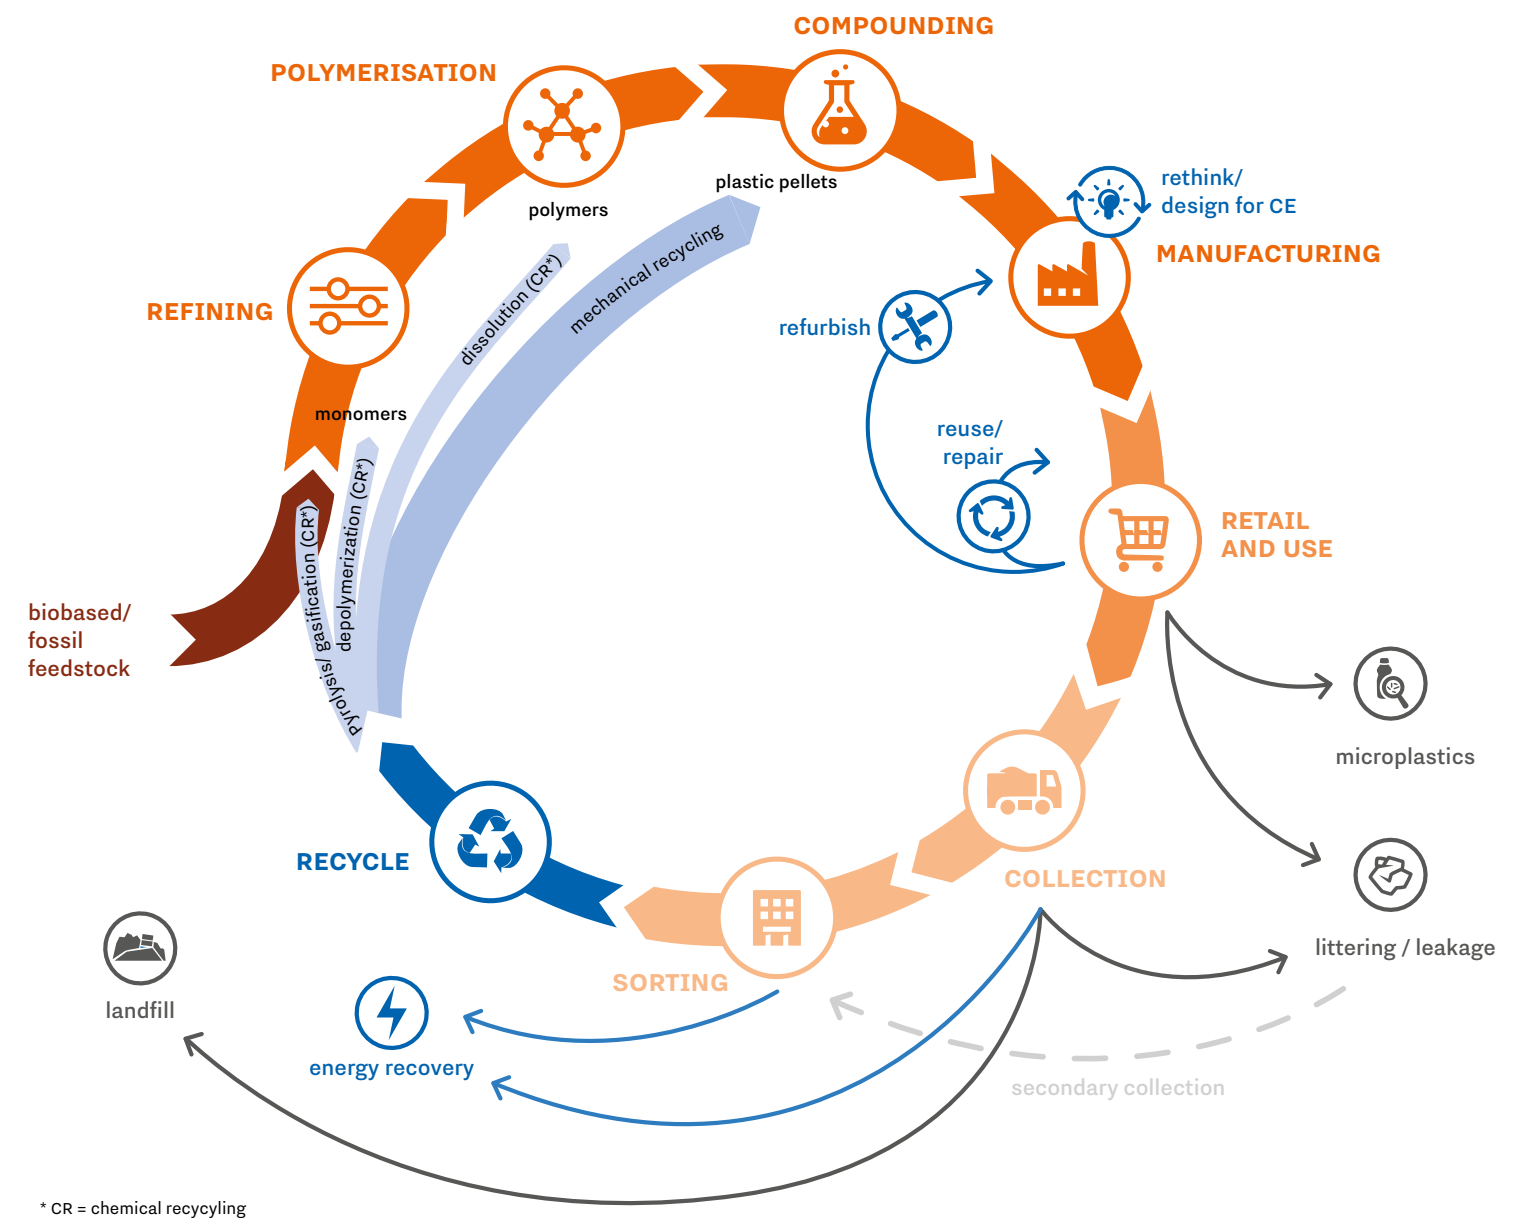 COMPOUNDING
POLYMERISATION
plastic pellets
rethink/
design for CE
polymers
MANUFACTURING
mechanical recycling
dissolution (CR*)
REFINING
refurbish
monomers
reuse/
repair
depolymerization (CR*)
Pyrolysis/ gasification (CR*)
RETAIL
AND USE
biobased/
fossil
feedstock
microplastics
RECYCLE
COLLECTION
littering / leakage
SORTING
landfill
energy recovery
secondary collection
* CR = chemical recycyling